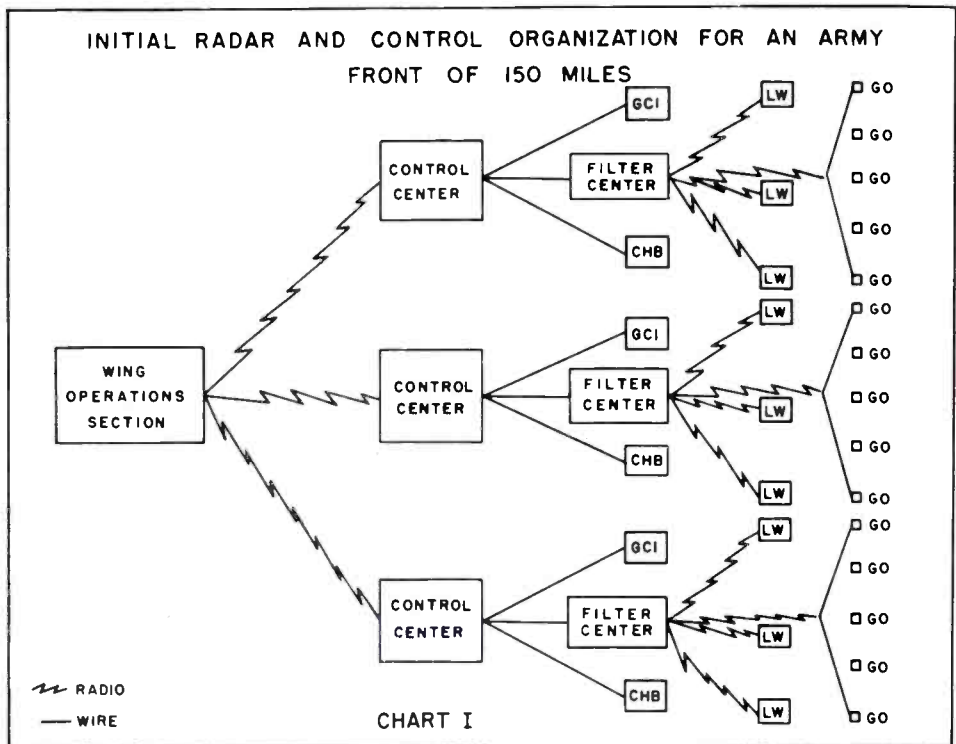 INITIAL RADAR AND CONTROL ORGANIZATION FOR AN ARMY
FRONT OF 150 MILES
WING
OPERATIONS
SECTION
CONTROL
CENTER
GCI
FILTER
CENTER
CHB
LW
LW
LW
GO
GO
GO
GO
GO
CONTROL
CENTER
GCI
FILTER
CENTER
CHB
LW
LW
LW
GO
GO
GO
GO
GO
CONTROL
CENTER
GCI
FILTER
CENTER
CHB
LW
LW
LW
GO
GO
GO
GO
GO
RADIO
WIRE
CHART I